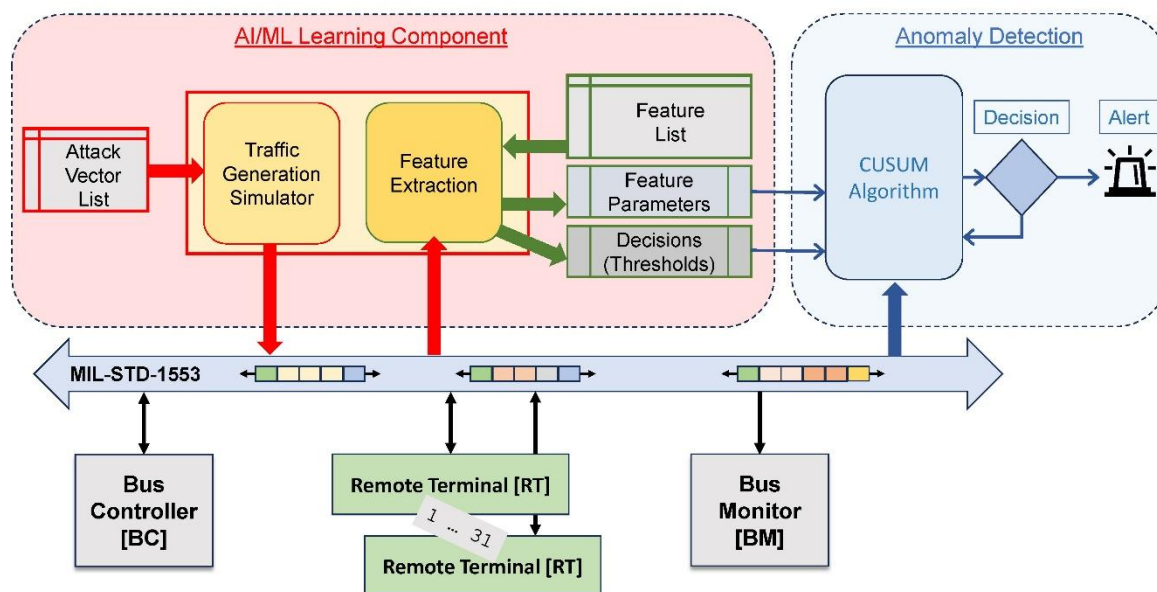 AI/ML Learning Component
Anomaly Detection
Attack
Vector
List
Traffic
Generation
Simulator
Feature
Extraction
Feature
List
Feature
Parameters
Decisions
(Thresholds)
CUSUM
Algorithm
Decision
Alert
MIL-STD-1553
Bus
Controller
[BC]
Remote Terminal [RT]
1 … 31
Remote Terminal [RT]
Bus
Monitor
[BM]